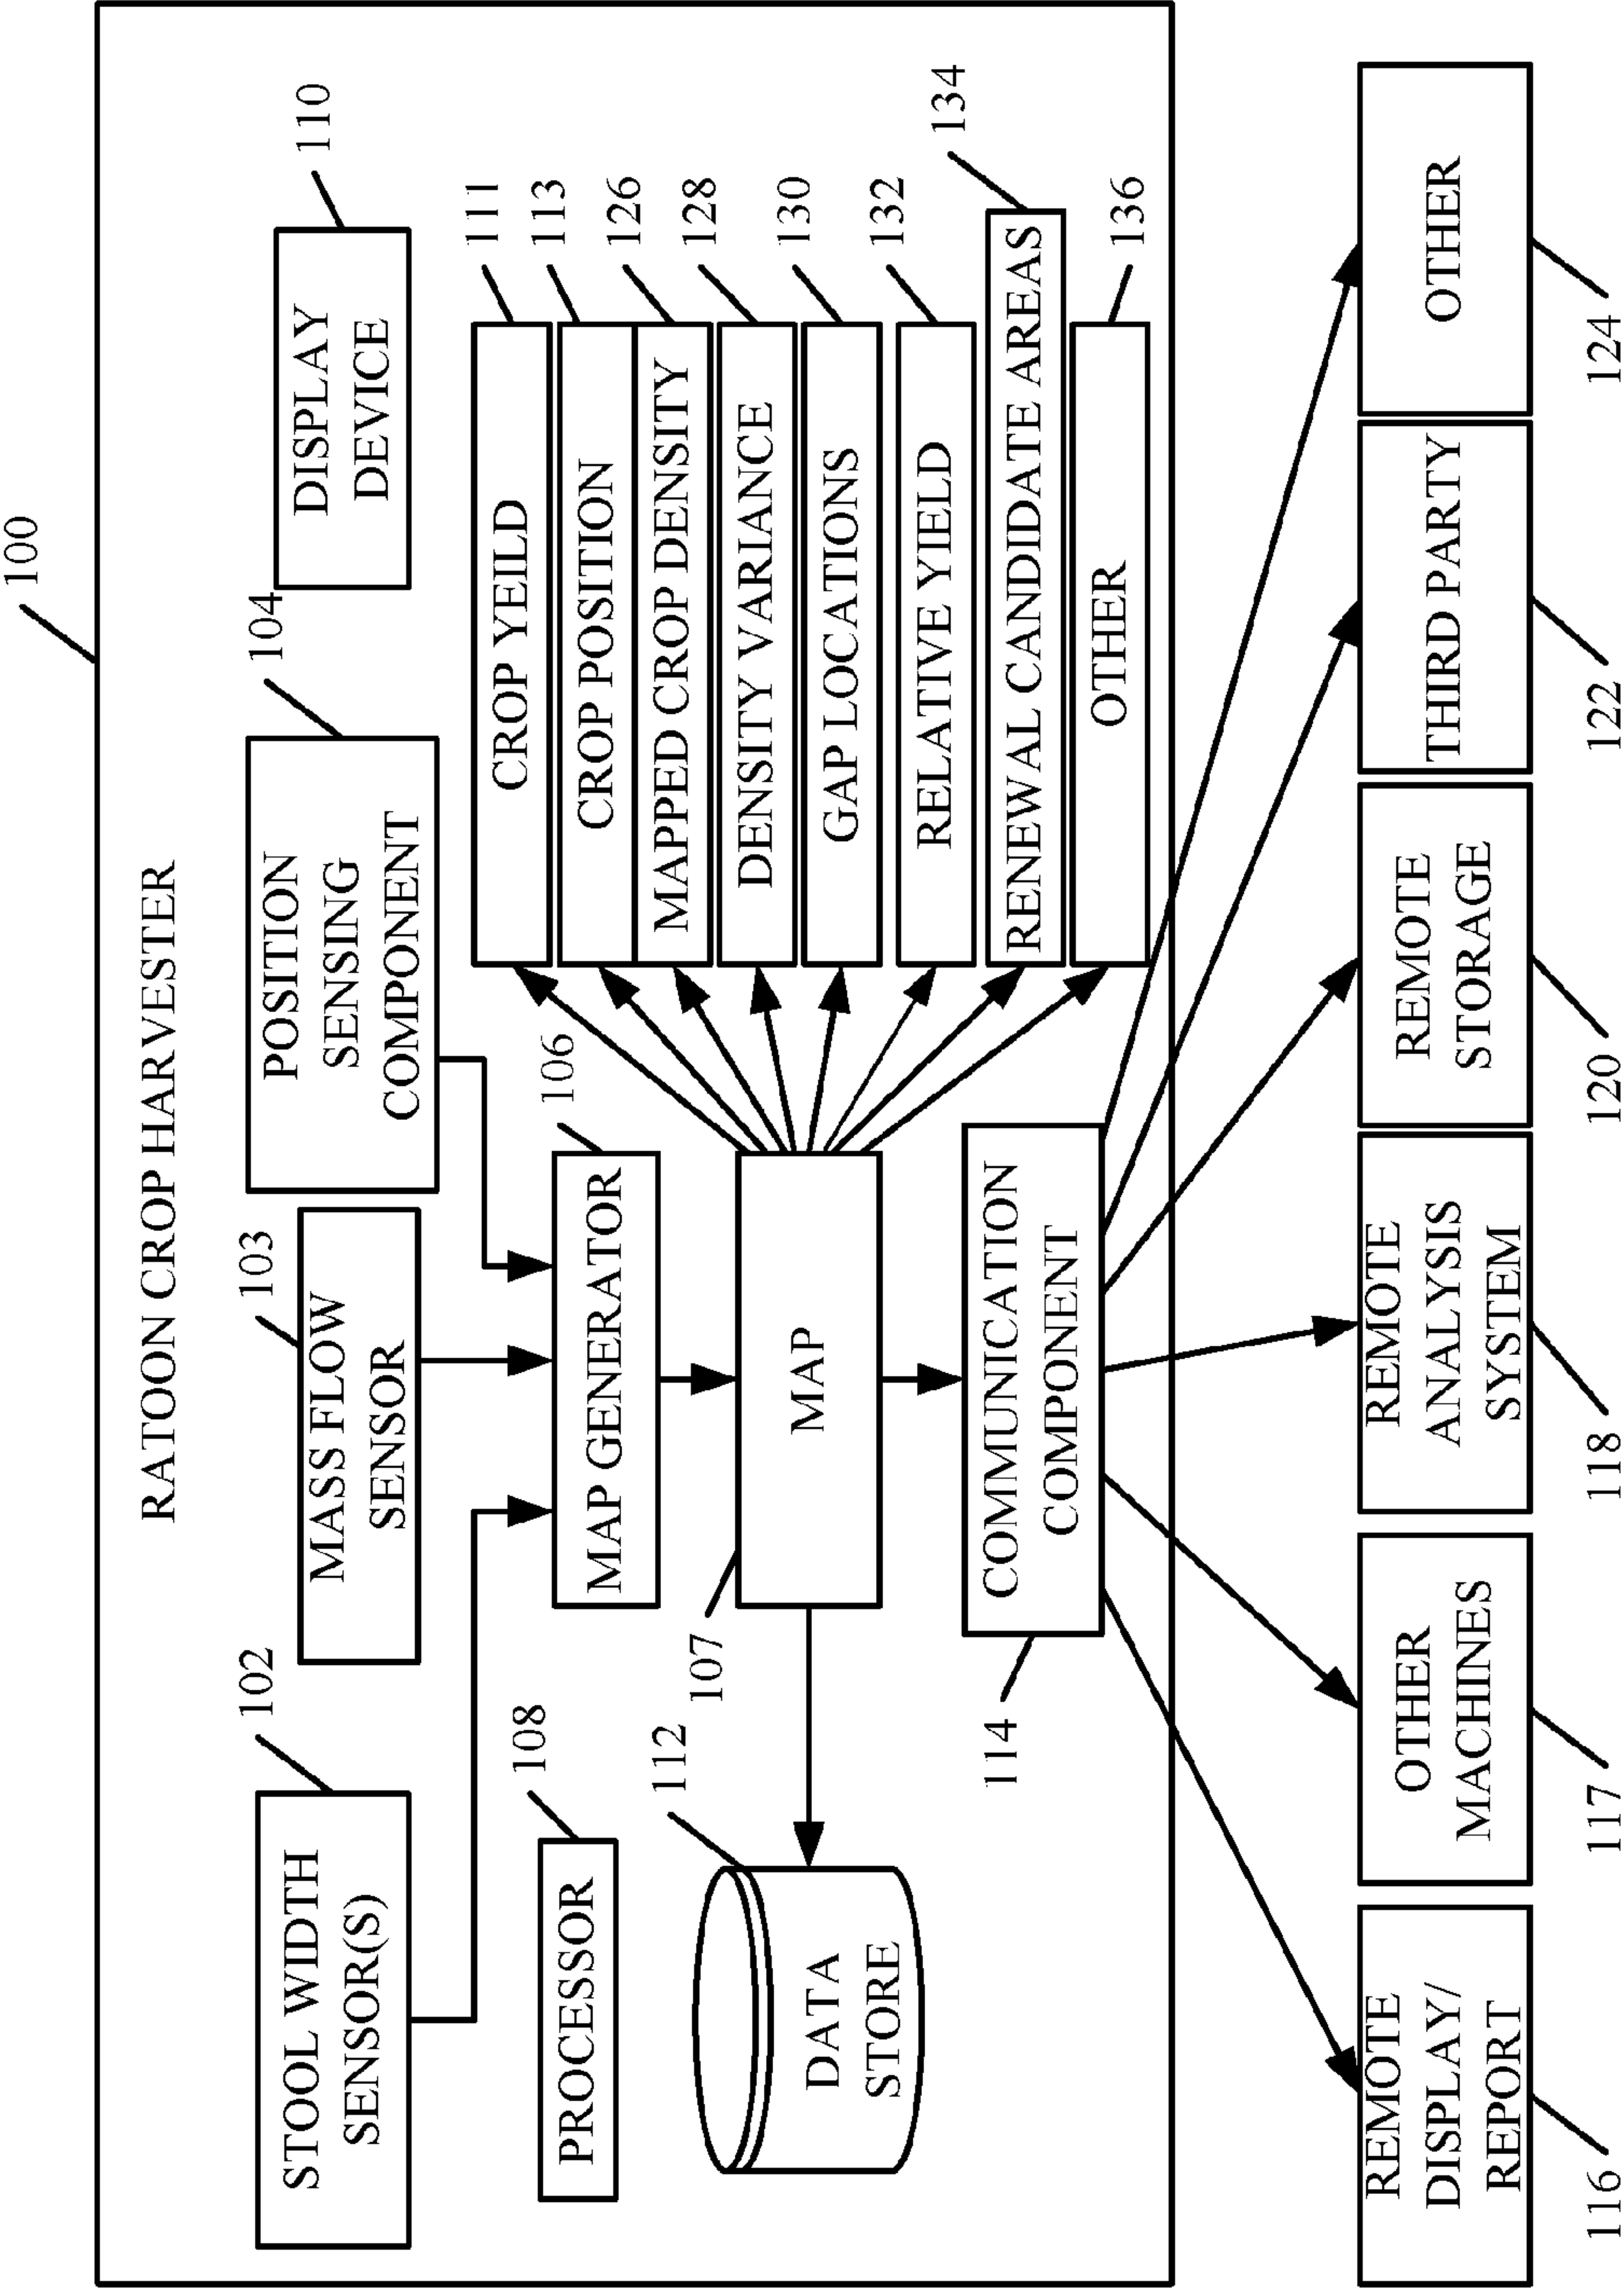 100
RATOON CROP HARVESTER
102
103
104
110
STOOL WIDTH
SENSOR(S)
MASS FLOW
SENSOR
POSITION
SENSING
COMPONENT
DISPLAY
DEVICE
108
PROCESSOR
106
MAP GENERATOR
111
CROP YEILD
113
CROP POSITION
126
MAPPED CROP DENSITY
128
DENSITY VARIANCE
130
GAP LOCATIONS
132
RELATIVE YIELD
134
RENEWAL CANDIDATE AREAS
136
OTHER
112
DATA
STORE
107
MAP
114
COMMUNICATION
COMPONENT
REMOTE
DISPLAY/
REPORT
116
OTHER
MACHINES
117
REMOTE
ANALYSIS
SYSTEM
118
REMOTE
STORAGE
120
THIRD PARTY
122
OTHER
124